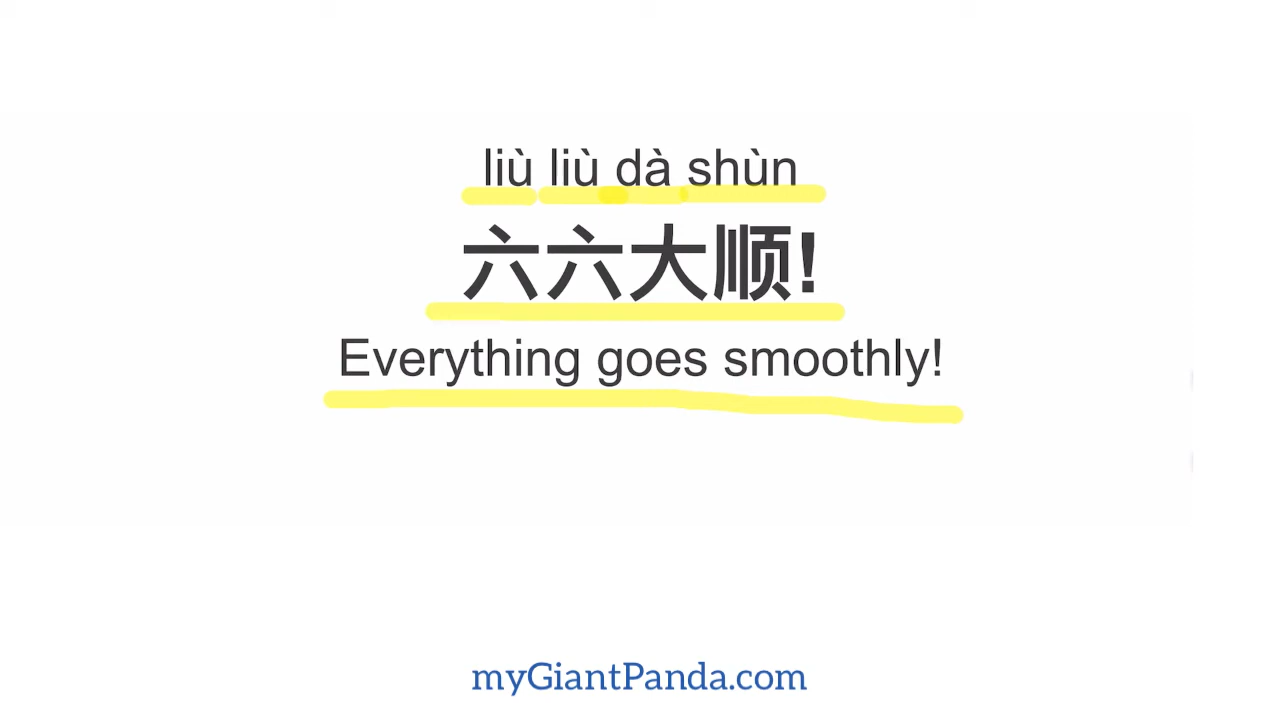 liù liù dà shùn
六六大顺!
Everything goes smoothly!
myGiantPanda.com